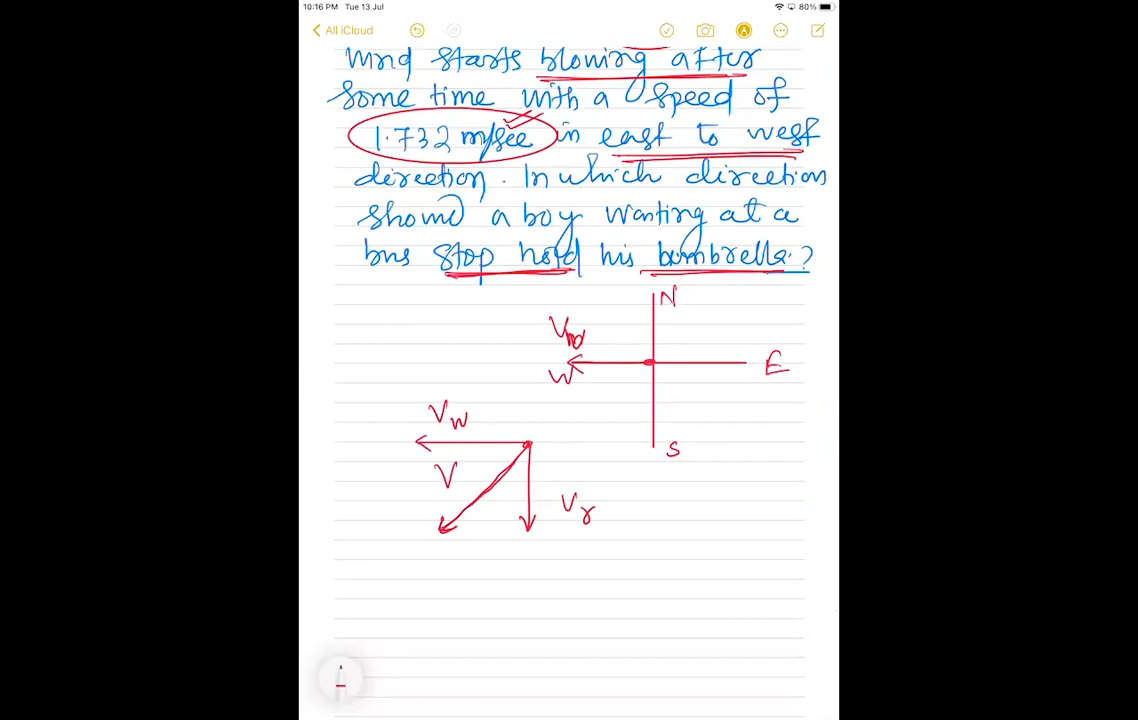 10:16 PM Tue 13 Jul
80%
All iCloud
Wind starts blowing after
some time with a speed of
1.732 m/sec in east to west
direction. In which direction
should a boy waiting at a
bus stop hold his umbrella.?
N
E
W
S
Vw
Vw
V
Vr